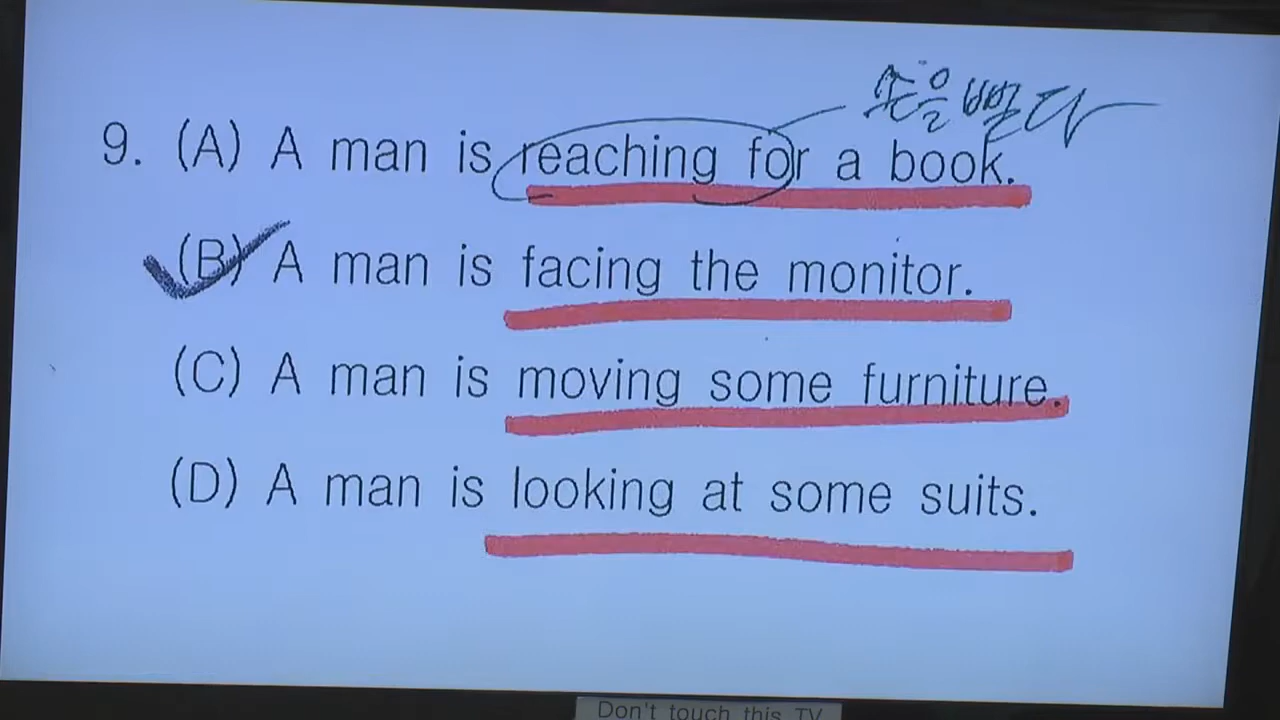 손을 뻗다
9. (A) A man is reaching for a book.
(B) A man is facing the monitor.
(C) A man is moving some furniture.
(D) A man is looking at some suits.
Don't touch this TV